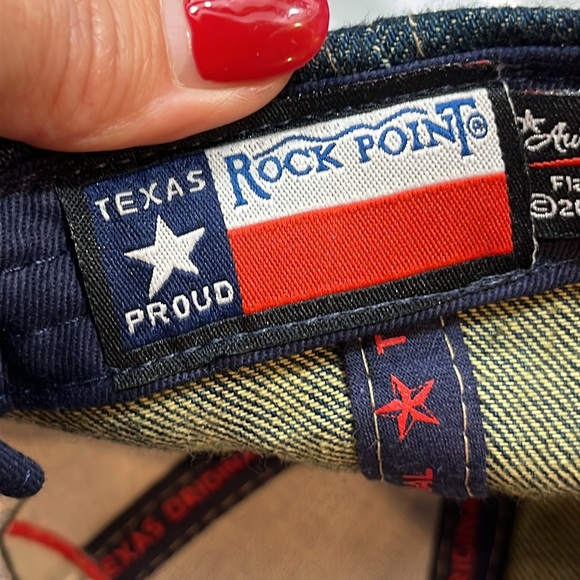 TEXAS
PROUD
ROCK POINT®
©
TEXAS ORIGINAL